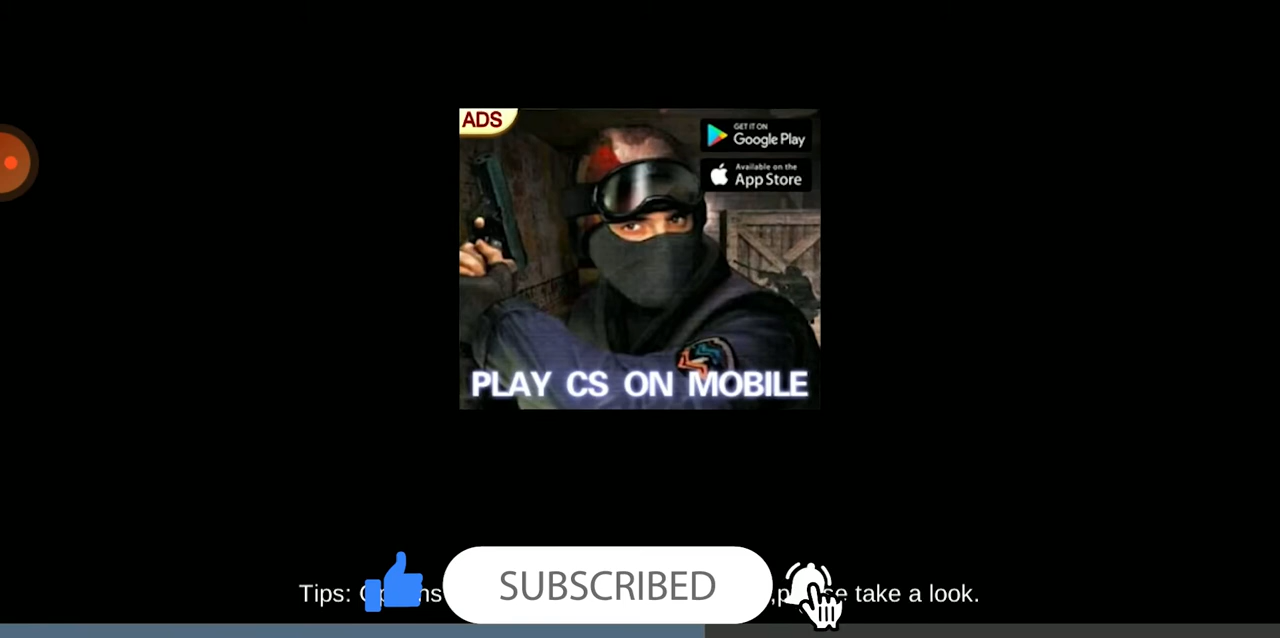 ADS
GET IT ON
Google Play
Available on the
App Store
PLAY CS ON MOBILE
SUBSCRIBED
Tips: take a look.